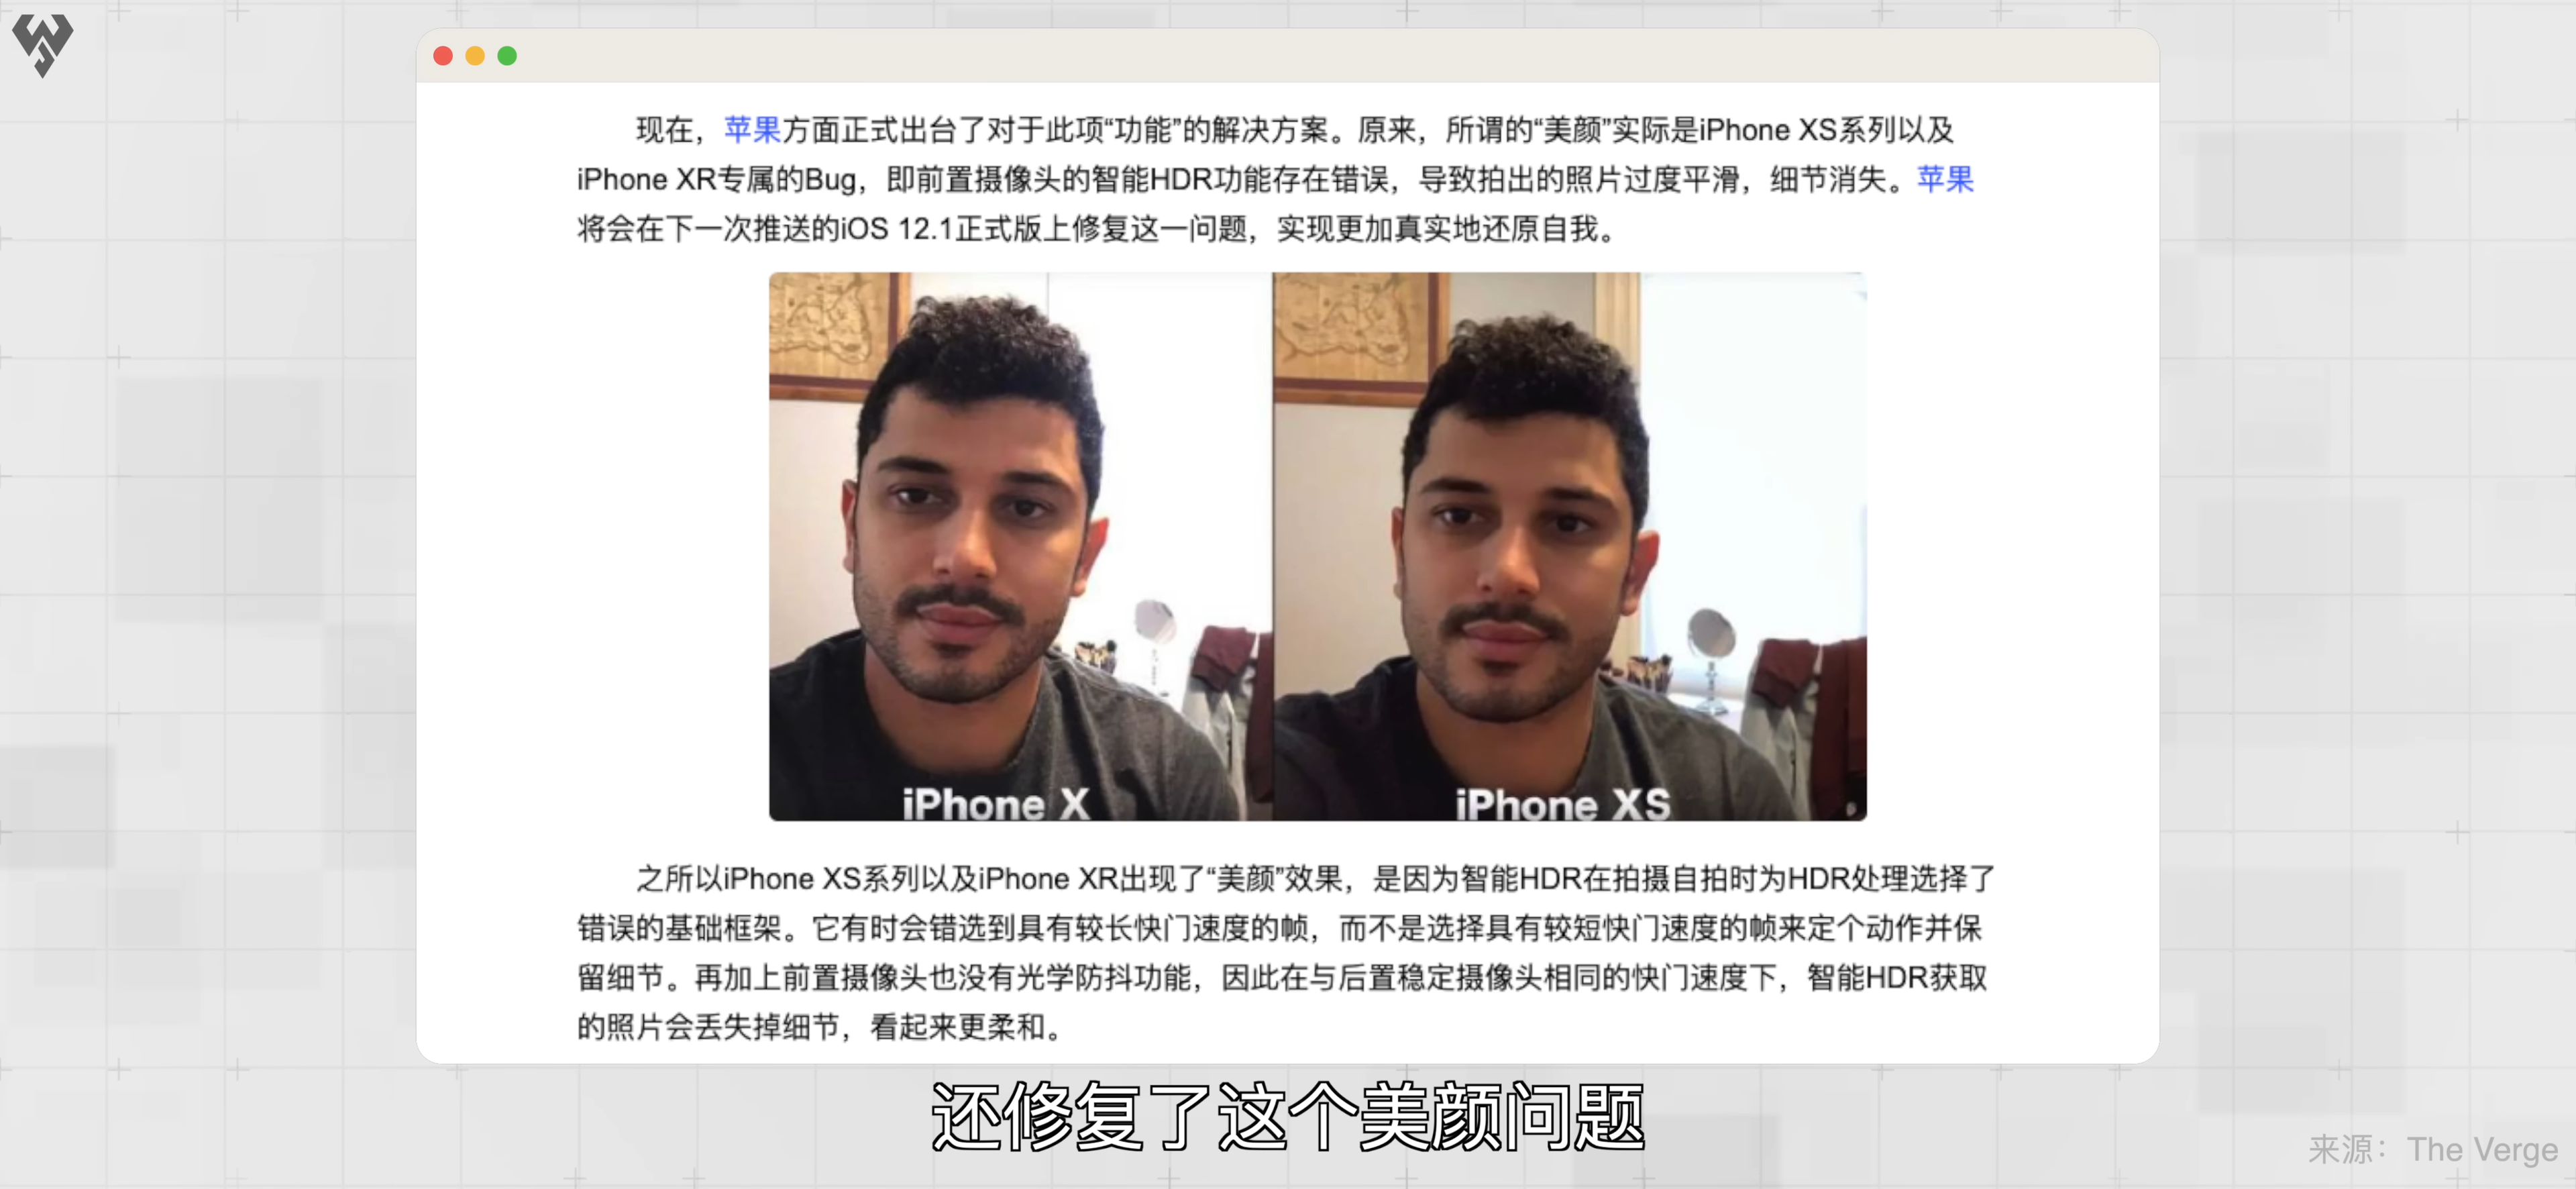 现在，苹果方面正式出台了对于此项“功能”的解决方案。原来，所谓的“美颜”实际是iPhone XS系列以及
iPhone XR专属的Bug，即前置摄像头的智能HDR功能存在错误，导致拍出的照片过度平滑，细节消失。苹果
将会在下一次推送的iOS 12.1正式版上修复这一问题，实现更加真实地还原自我。
iPhone X
iPhone XS
之所以iPhone XS系列以及iPhone XR出现了“美颜”效果，是因为智能HDR在拍摄自拍时为HDR处理选择了
错误的基础框架。它有时会错选到具有较长快门速度的帧，而不是选择具有较短快门速度的帧来定个动作并保
留细节。再加上前置摄像头也没有光学防抖功能，因此在与后置稳定摄像头相同的快门速度下，智能HDR获取
的照片会丢失掉细节，看起来更柔和。
还修复了这个美颜问题
来源：The Verge